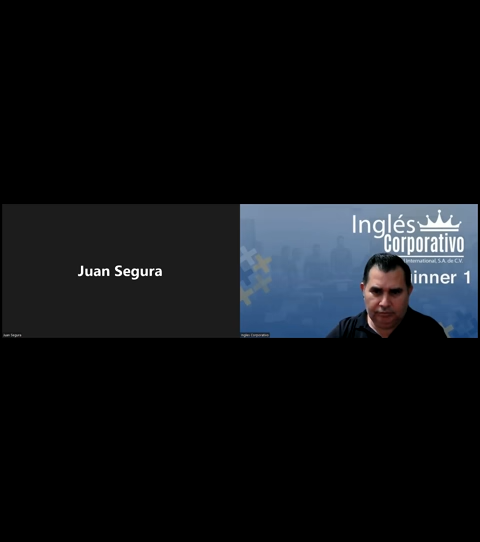 Juan Segura
Juan Segura
Inglés
Corporativo
International, S.A. de C.V.
inner 1
Inglés Corporativo